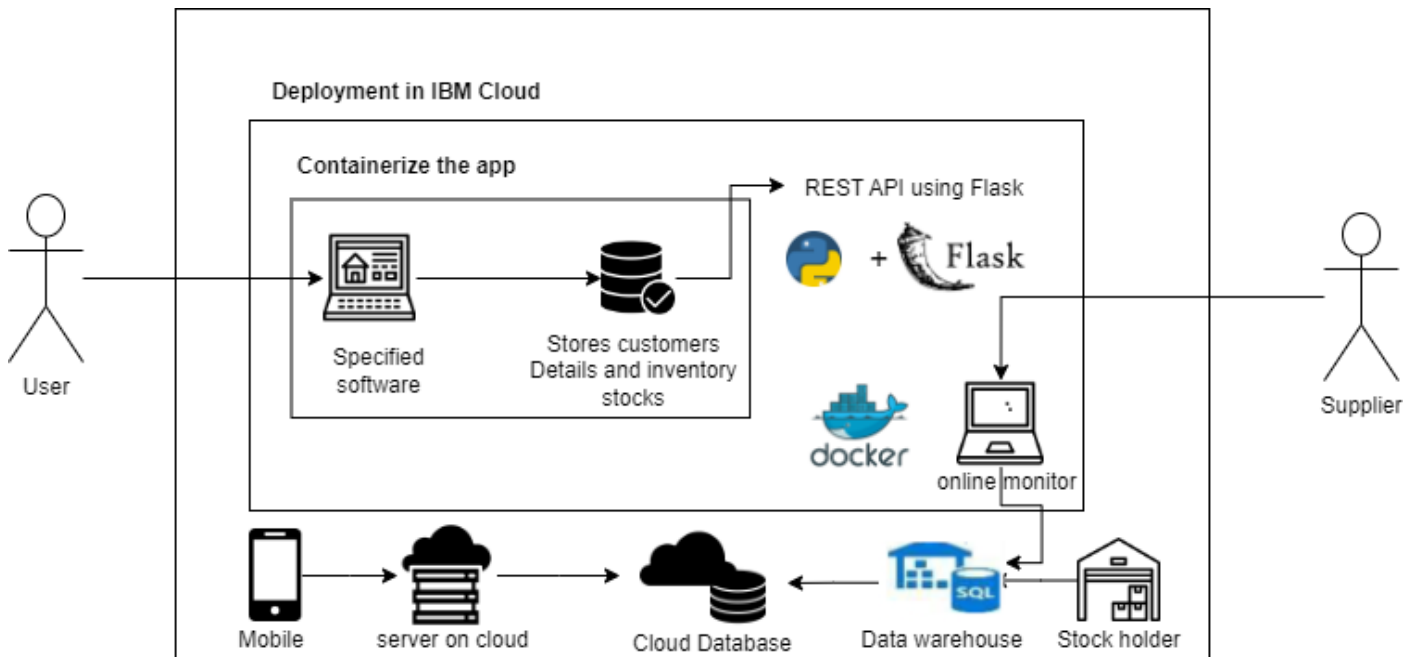 Deployment in IBM Cloud
Containerize the app
REST API using Flask
+ Flask
Specified
software
Stores customers
Details and inventory
stocks
User
Supplier
docker
online monitor
SQL
Mobile
server on cloud
Cloud Database
Data warehouse
Stock holder